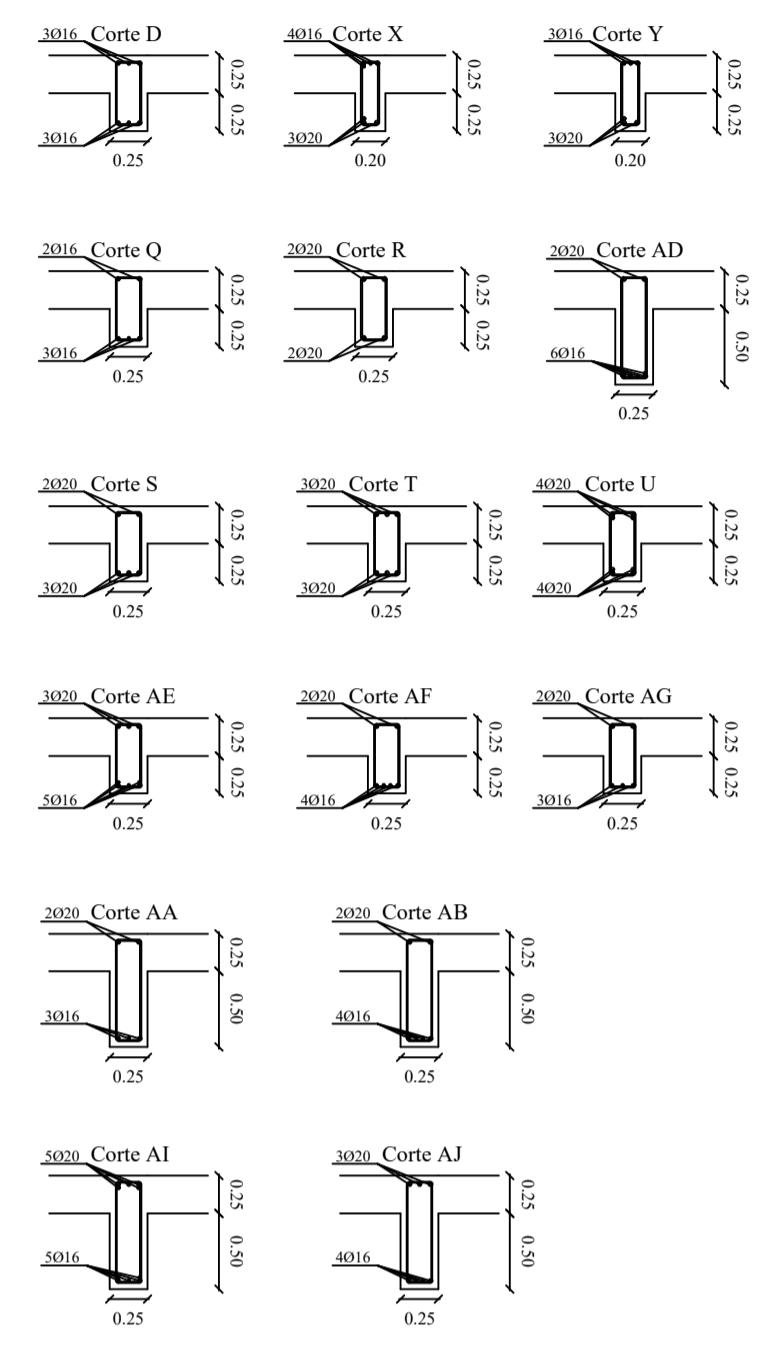 3Ø16 Corte D
0.25
0.25
3Ø16
0.25
4Ø16 Corte X
0.25
0.25
3Ø20
0.20
3Ø16 Corte Y
0.25
0.25
3Ø20
0.20
2Ø16 Corte Q
0.25
0.25
3Ø16
0.25
2Ø20 Corte R
0.25
0.25
2Ø20
0.25
2Ø20 Corte AD
0.25
0.50
6Ø16
0.25
2Ø20 Corte S
0.25
0.25
3Ø20
0.25
3Ø20 Corte T
0.25
0.25
3Ø20
0.25
4Ø20 Corte U
0.25
0.25
4Ø20
0.25
3Ø20 Corte AE
0.25
0.25
5Ø16
0.25
2Ø20 Corte AF
0.25
0.25
4Ø16
0.25
2Ø20 Corte AG
0.25
0.25
3Ø16
0.25
2Ø20 Corte AA
0.25
0.50
3Ø16
0.25
2Ø20 Corte AB
0.25
0.50
4Ø16
0.25
5Ø20 Corte AI
0.25
0.50
5Ø16
0.25
3Ø20 Corte AJ
0.25
0.50
4Ø16
0.25